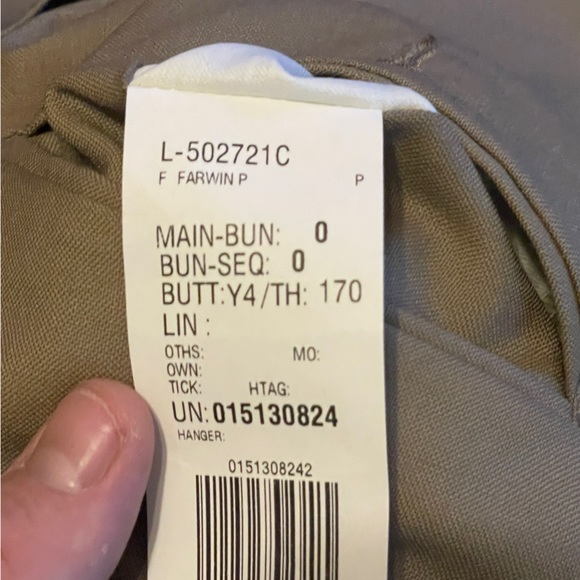 L-502721C
F FARWIN P P
MAIN-BUN: 0
BUN-SEQ: 0
BUTT:Y4/TH: 170
LIN :
OTHS: MO:
OWN:
TICK: HTAG:
UN:015130824
HANGER:
0151308242